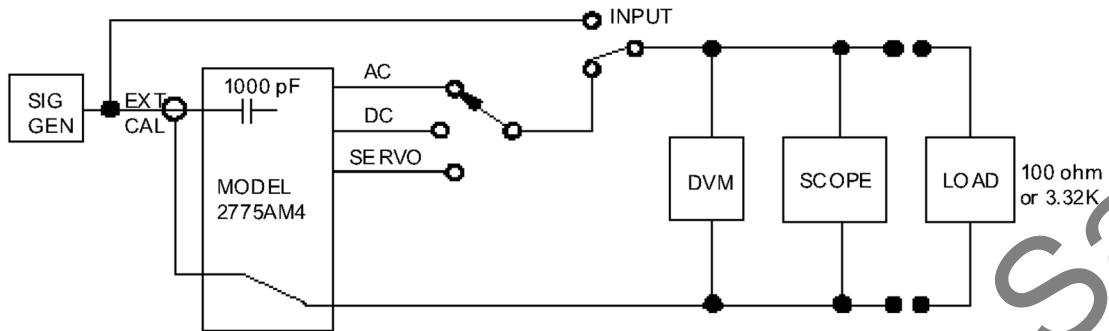 INPUT
SIG
GEN
EXT
CAL
1000 pF
AC
DC
SERVO
MODEL
2775AM4
DVM
SCOPE
LOAD
100 ohm
or 3.32K